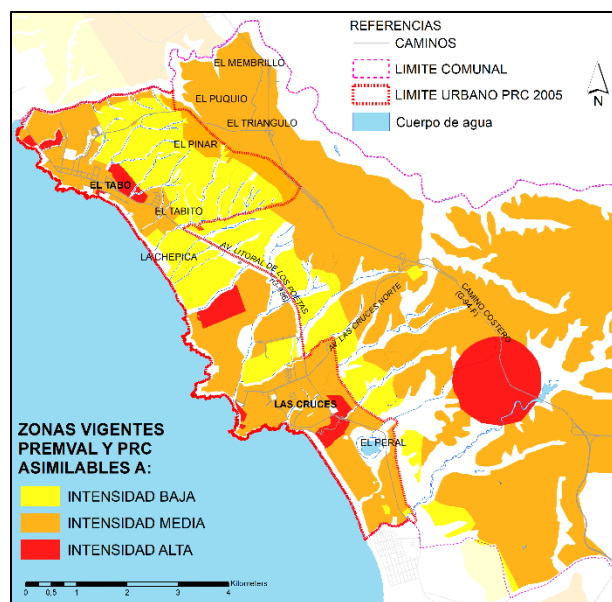 REFERENCIAS
CAMINOS
LIMITE COMUNAL
LIMITE URBANO PRC 2005
Cuerpo de agua
N
EL MEMBRILLO
EL PUQUIO
EL TRIANGULO
EL PINAR
EL TABO
EL TABITO
LA CHEPICA
AV. LITORAL DE LOS POETAS
AV. LAS CRUCES NORTE
CAMINO COSTERO
(G-94-F)
LAS CRUCES
EL PERAL
ZONAS VIGENTES
PREMVAL Y PRC
ASIMILABLES A:
INTENSIDAD BAJA
INTENSIDAD MEDIA
INTENSIDAD ALTA
0 0,5 1 2 3 4
Kilometers